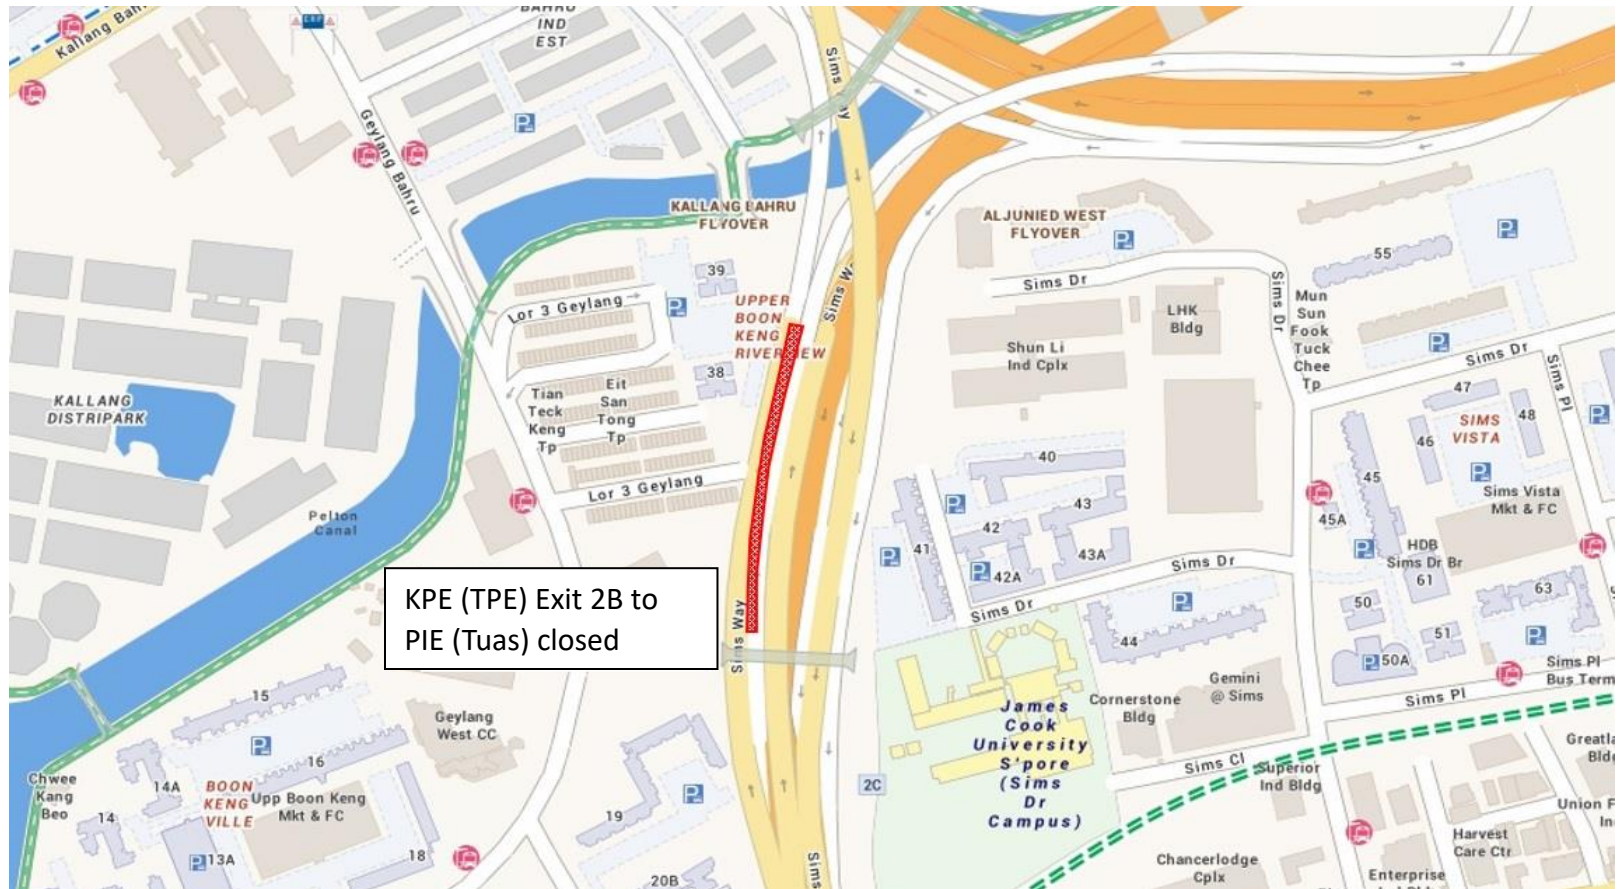 BAHRU
IND
EST
ERP
Kallang Bah
Geylang Bahru
Sims Way
KALLANG BAHRU
FLYOVER
ALJUNIED WEST
FLYOVER
55
39
Sims Dr
Sims Dr
Lor 3 Geylang
UPPER
BOON
KENG
RIVERVIEW
Sims Way
LHK
Bldg
Mun
Sun
Fook
Tuck
Chee
Tp
Shun Li
Ind Cplx
Sims Dr
Sims Pl
38
47
48
46
SIMS
VISTA
KALLANG
DISTRIPARK
Tian
Teck
Keng
Tp
Eit
San
Tong
Tp
40
45
Lor 3 Geylang
Sims Vista
Mkt & FC
Pelton
Canal
41
42
43
43A
42A
45A
HDB
Sims Dr Br
61
Sims Dr
Sims Dr
50
63
51
50A
44
KPE (TPE) Exit 2B to
PIE (Tuas) closed
Sims Way
Sims Pl
Bus Term
Sims Pl
15
Geylang
West CC
Gemini
@ Sims
Cornerstone
Bldg
James
Cook
University
S'pore
(Sims
Dr
Campus)
Sims Cl
Superior
Ind Bldg
Chwee
Kang
Beo
14A
16
BOON
KENG
VILLE
Upp Boon Keng
Mkt & FC
14
13A
18
19
20B
2C
Sims
Chancerlodge
Cplx
Harvest
Care Ctr
Enterprise